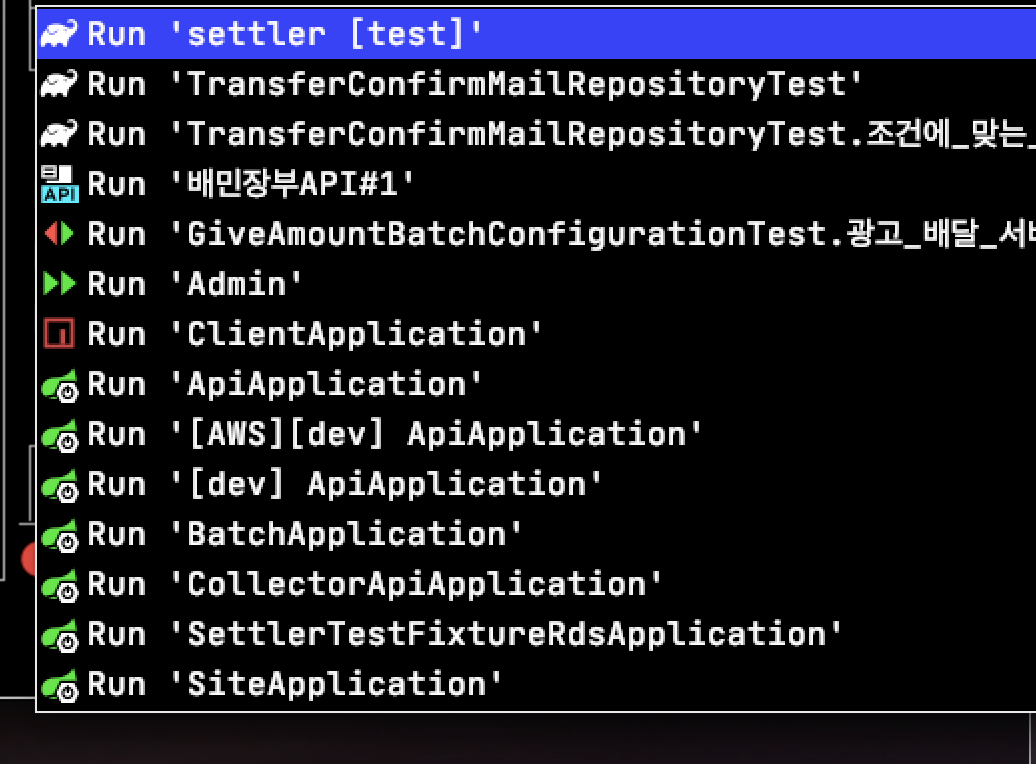 Run 'settler [test]'
Run 'TransferConfirmMailRepositoryTest'
Run 'TransferConfirmMailRepositoryTest.조건에_맞는_
API Run '배민장부API#1'
Run 'GiveAmountBatchConfigurationTest.광고_배달_서비
Run 'Admin'
Run 'ClientApplication'
Run 'ApiApplication'
Run '[AWS][dev] ApiApplication'
Run '[dev] ApiApplication'
Run 'BatchApplication'
Run 'CollectorApiApplication'
Run 'SettlerTestFixtureRdsApplication'
Run 'SiteApplication'